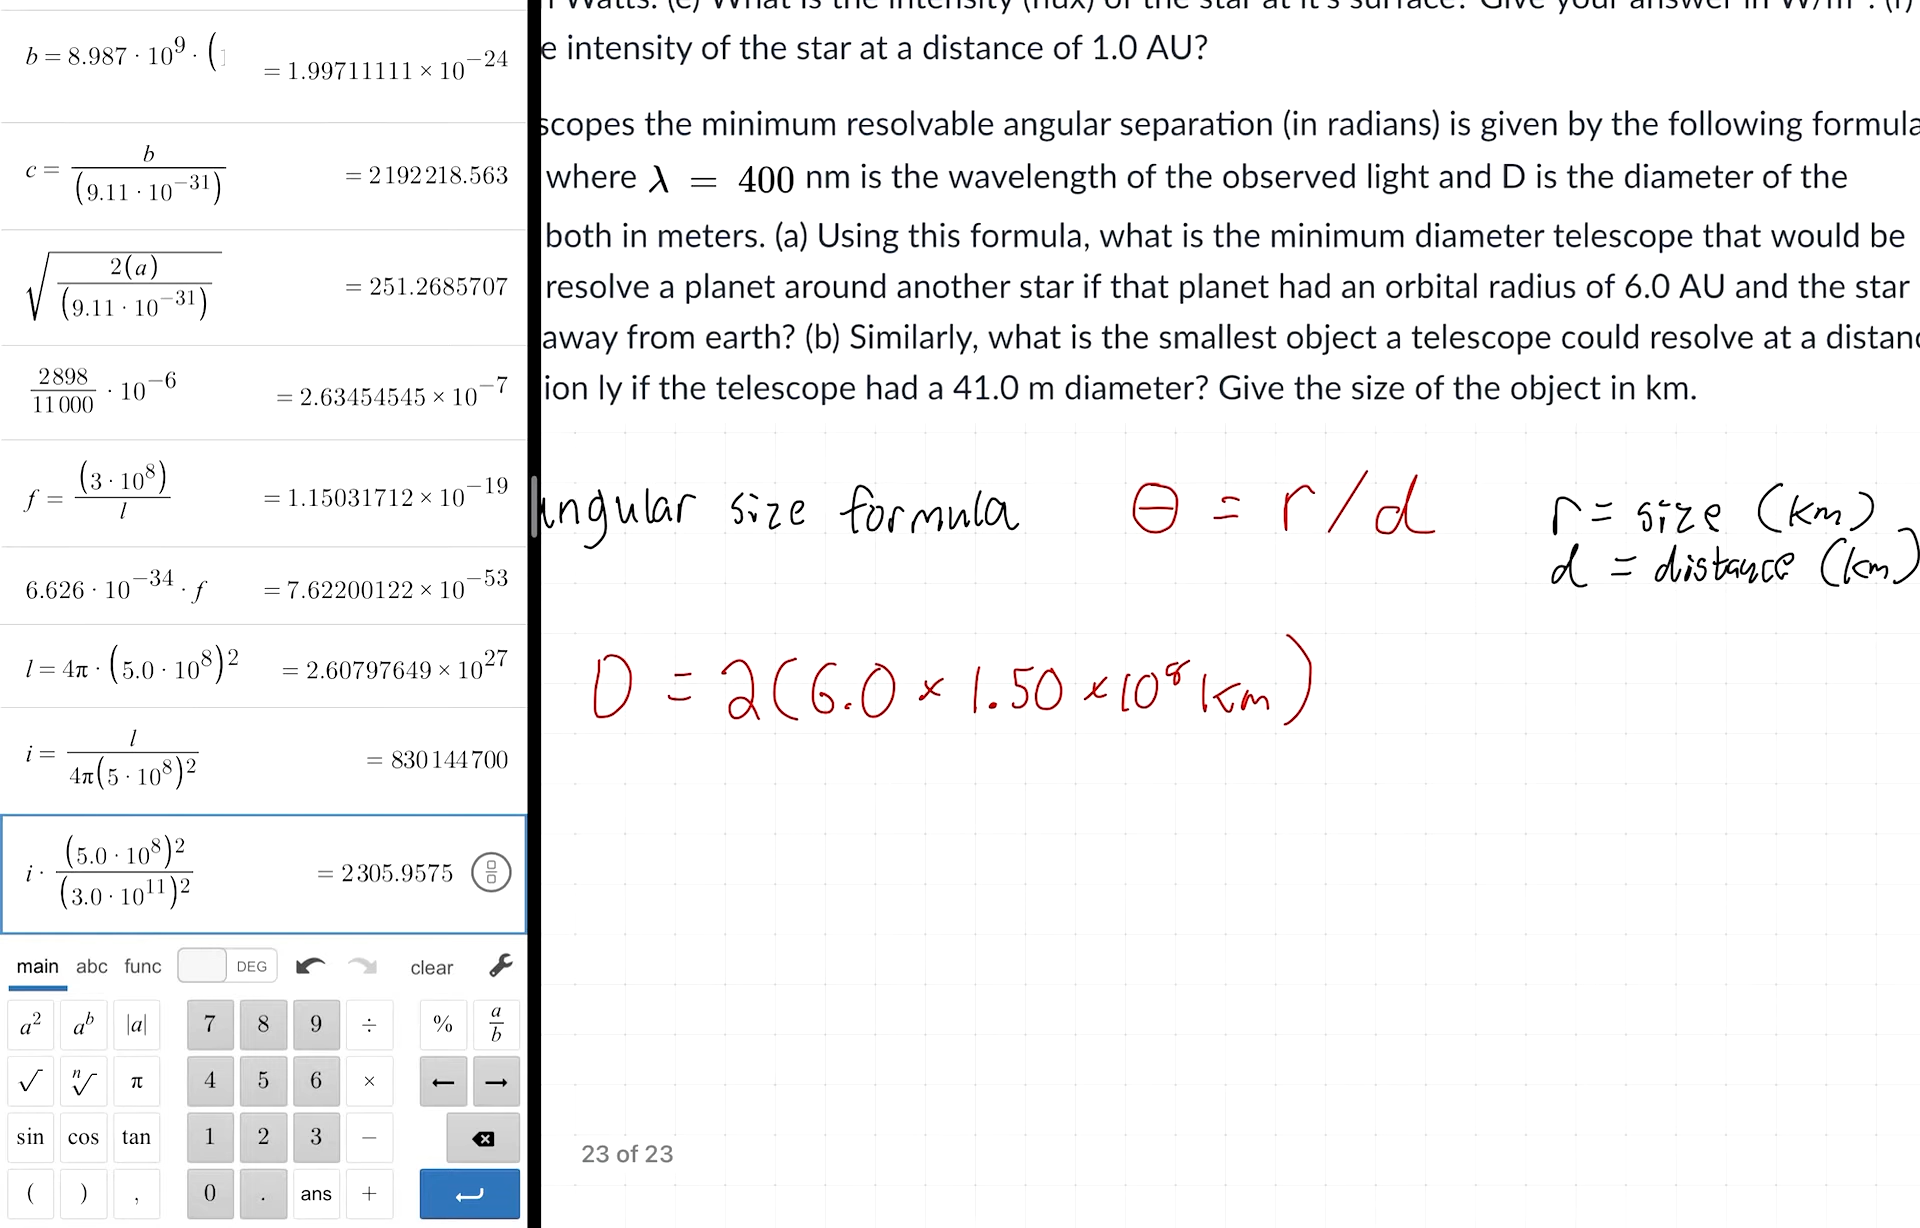 b = 8.987 · 10^9 · ( = 1.99711111 × 10^−24
c = b / (9.11 · 10^−31) = 2192218.563
√(2(a) / (9.11 · 10^−31)) = 251.2685707
2898 / 11000 · 10^−6 = 2.63454545 × 10^−7
f = (3 · 10^8) / l = 1.15031712 × 10^−19
6.626 · 10^−34 · f = 7.62200122 × 10^−53
l = 4π · (5.0 · 10^8)2 = 2.60797649 × 10^27
i = l / 4π(5 · 10^8)2 = 830144700
i · (5.0 · 10^8)2 / (3.0 · 10^11)2 = 2305.9575
main abc func DEG clear
a^2 a^b |a| 7 8 9 ÷ % a/b
√ n√ π 4 5 6 × ← →
sin cos tan 1 2 3 −
( ) , 0 . ans +
e intensity of the star at a distance of 1.0 AU?
scopes the minimum resolvable angular separation (in radians) is given by the following formula
where λ = 400 nm is the wavelength of the observed light and D is the diameter of the
both in meters. (a) Using this formula, what is the minimum diameter telescope that would be
resolve a planet around another star if that planet had an orbital radius of 6.0 AU and the star
away from earth? (b) Similarly, what is the smallest object a telescope could resolve at a distanc
ion ly if the telescope had a 41.0 m diameter? Give the size of the object in km.
angular size formula θ = r/d r = size (km)
d = distance (km)
D = 2(6.0 × 1.50 × 10^8 km)
23 of 23